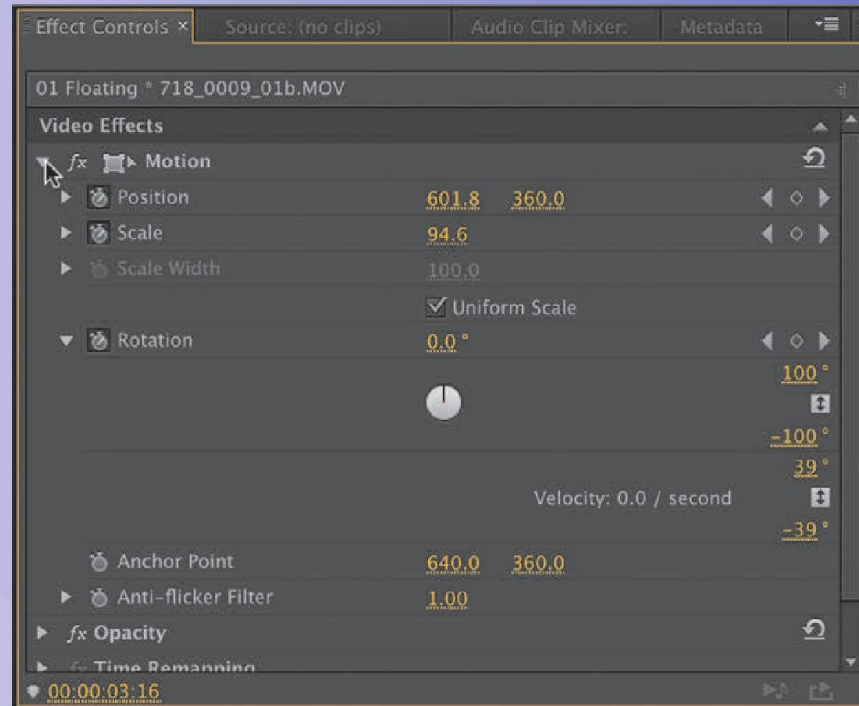 Effect Controls × Source: (no clips) Audio Clip Mixer: Metadata
01 Floating * 718_0009_01b.MOV
Video Effects
fx Motion
Position 601.8 360.0
Scale 94.6
Scale Width 100.0
Uniform Scale
Rotation 0.0 °
100 °
-100 °
39 °
Velocity: 0.0 / second
-39 °
Anchor Point 640.0 360.0
Anti-flicker Filter 1.00
fx Opacity
fx Time Remapping
00:00:03:16